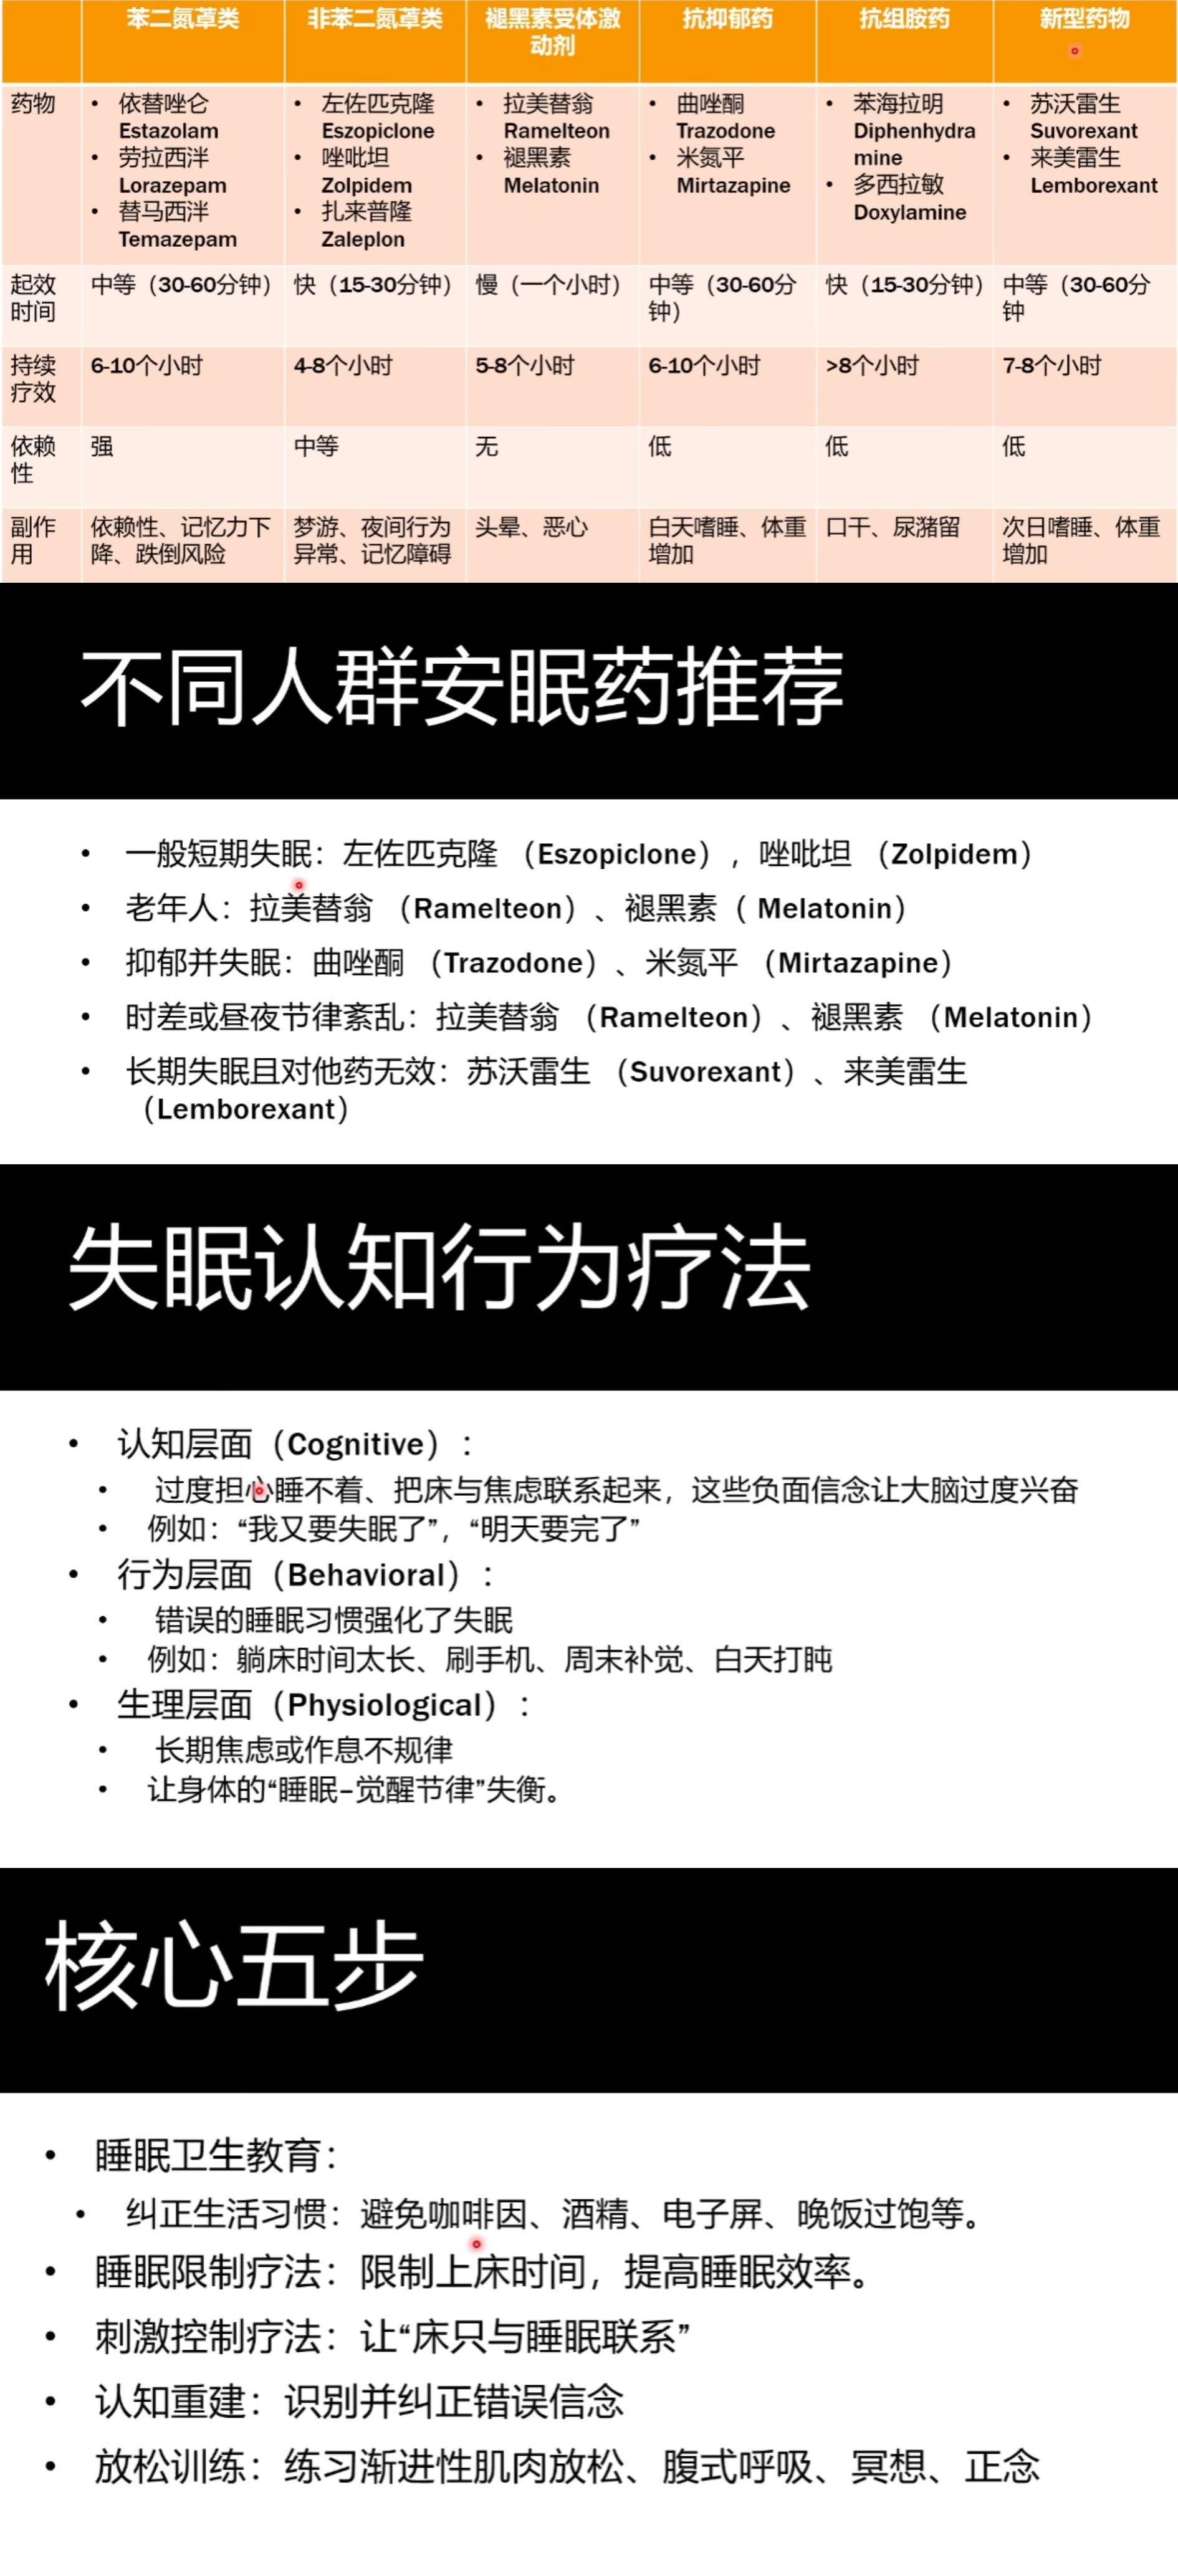 苯二氮䓬类
非苯二氮䓬类
褪黑素受体激
动剂
抗抑郁药
抗组胺药
新型药物
药物
• 依替唑仑
Estazolam
• 劳拉西泮
Lorazepam
• 替马西泮
Temazepam
• 左佐匹克隆
Eszopiclone
• 唑吡坦
Zolpidem
• 扎来普隆
Zaleplon
• 拉美替翁
Ramelteon
• 褪黑素
Melatonin
• 曲唑酮
Trazodone
• 米氮平
Mirtazapine
• 苯海拉明
Diphenhydra
mine
• 多西拉敏
Doxylamine
• 苏沃雷生
Suvorexant
• 来美雷生
Lemborexant
起效
时间
中等（30-60分钟）
快（15-30分钟）
慢（一个小时）
中等（30-60分
钟）
快（15-30分钟）
中等（30-60分
钟
持续
疗效
6-10个小时
4-8个小时
5-8个小时
6-10个小时
>8个小时
7-8个小时
依赖
性
强
中等
无
低
低
低
副作
用
依赖性、记忆力下
降、跌倒风险
梦游、夜间行为
异常、记忆障碍
头晕、恶心
白天嗜睡、体重
增加
口干、尿潴留
次日嗜睡、体重
增加
不同人群安眠药推荐
• 一般短期失眠：左佐匹克隆 （Eszopiclone），唑吡坦 （Zolpidem）
• 老年人：拉美替翁 （Ramelteon）、褪黑素（ Melatonin）
• 抑郁并失眠：曲唑酮 （Trazodone）、米氮平 （Mirtazapine）
• 时差或昼夜节律紊乱：拉美替翁 （Ramelteon）、褪黑素 （Melatonin）
• 长期失眠且对他药无效：苏沃雷生 （Suvorexant）、来美雷生
（Lemborexant）
失眠认知行为疗法
• 认知层面（Cognitive）：
• 过度担心睡不着、把床与焦虑联系起来，这些负面信念让大脑过度兴奋
• 例如：“我又要失眠了”，“明天要完了”
• 行为层面（Behavioral）：
• 错误的睡眠习惯强化了失眠
• 例如：躺床时间太长、刷手机、周末补觉、白天打盹
• 生理层面（Physiological）：
• 长期焦虑或作息不规律
• 让身体的“睡眠–觉醒节律”失衡。
核心五步
• 睡眠卫生教育：
• 纠正生活习惯：避免咖啡因、酒精、电子屏、晚饭过饱等。
• 睡眠限制疗法：限制上床时间，提高睡眠效率。
• 刺激控制疗法：让“床只与睡眠联系”
• 认知重建：识别并纠正错误信念
• 放松训练：练习渐进性肌肉放松、腹式呼吸、冥想、正念